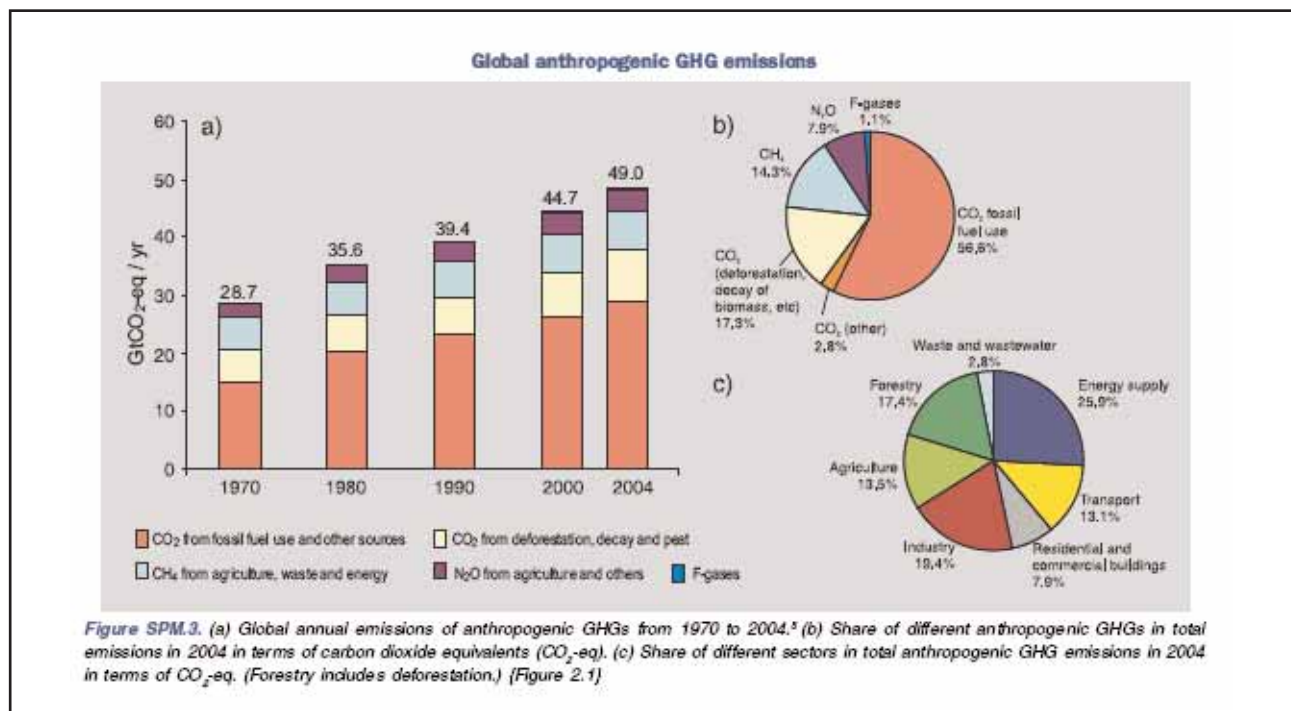 Global anthropogenic GHG emissions
a)
GtCO₂-eq / yr
60
50
40
30
20
10
0
28.7
35.6
39.4
44.7
49.0
1970
1980
1990
2000
2004
CO₂ from fossil fuel use and other sources
CO₂ from deforestation, decay and peat
CH₄ from agriculture, waste and energy
N₂O from agriculture and others
F-gases
b)
F-gases
1.1%
N₂O
7.9%
CH₄
14.3%
CO₂ fossil
fuel use
56.6%
CO₂
(deforestation,
decay of
biomass, etc)
17.3%
CO₂ (other)
2.8%
c)
Waste and wastewater
2.8%
Forestry
17.4%
Energy supply
25.9%
Agriculture
13.5%
Transport
13.1%
Industry
19.4%
Residential and
commercial buildings
7.9%
Figure SPM.3. (a) Global annual emissions of anthropogenic GHGs from 1970 to 2004.⁵ (b) Share of different anthropogenic GHGs in total
emissions in 2004 in terms of carbon dioxide equivalents (CO₂-eq). (c) Share of different sectors in total anthropogenic GHG emissions in 2004
in terms of CO₂-eq. (Forestry includes deforestation.) {Figure 2.1}